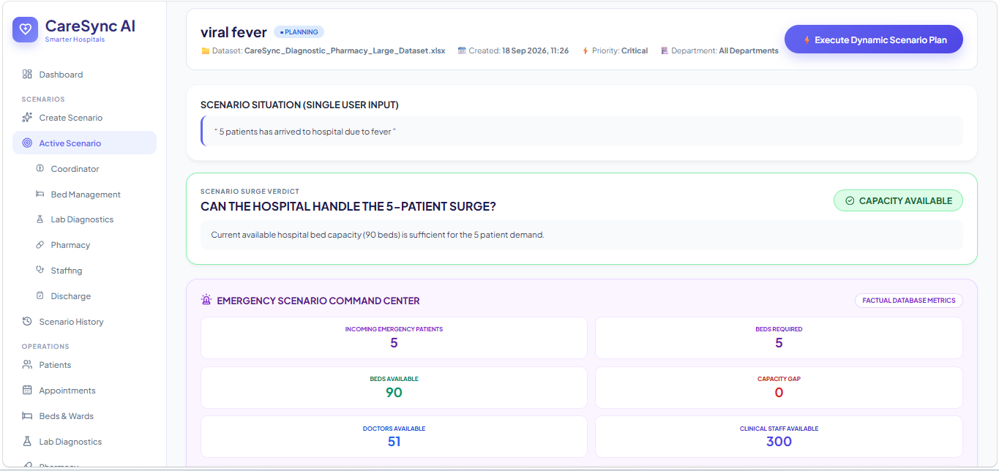 CareSync AI
Smarter Hospitals
Dashboard
SCENARIOS
Create Scenario
Active Scenario
Coordinator
Bed Management
Lab Diagnostics
Pharmacy
Staffing
Discharge
Scenario History
OPERATIONS
Patients
Appointments
Beds & Wards
Lab Diagnostics
Pharmacy
viral fever
• PLANNING
Dataset: CareSync_Diagnostic_Pharmacy_Large_Dataset.xlsx Created: 18 Sep 2026, 11:26 Priority: Critical Department: All Departments
Execute Dynamic Scenario Plan
SCENARIO SITUATION (SINGLE USER INPUT)
“ 5 patients has arrived to hospital due to fever ”
SCENARIO SURGE VERDICT
CAN THE HOSPITAL HANDLE THE 5-PATIENT SURGE?
CAPACITY AVAILABLE
Current available hospital bed capacity (90 beds) is sufficient for the 5 patient demand.
EMERGENCY SCENARIO COMMAND CENTER
FACTUAL DATABASE METRICS
INCOMING EMERGENCY PATIENTS
5
BEDS REQUIRED
5
BEDS AVAILABLE
90
CAPACITY GAP
0
DOCTORS AVAILABLE
51
CLINICAL STAFF AVAILABLE
300